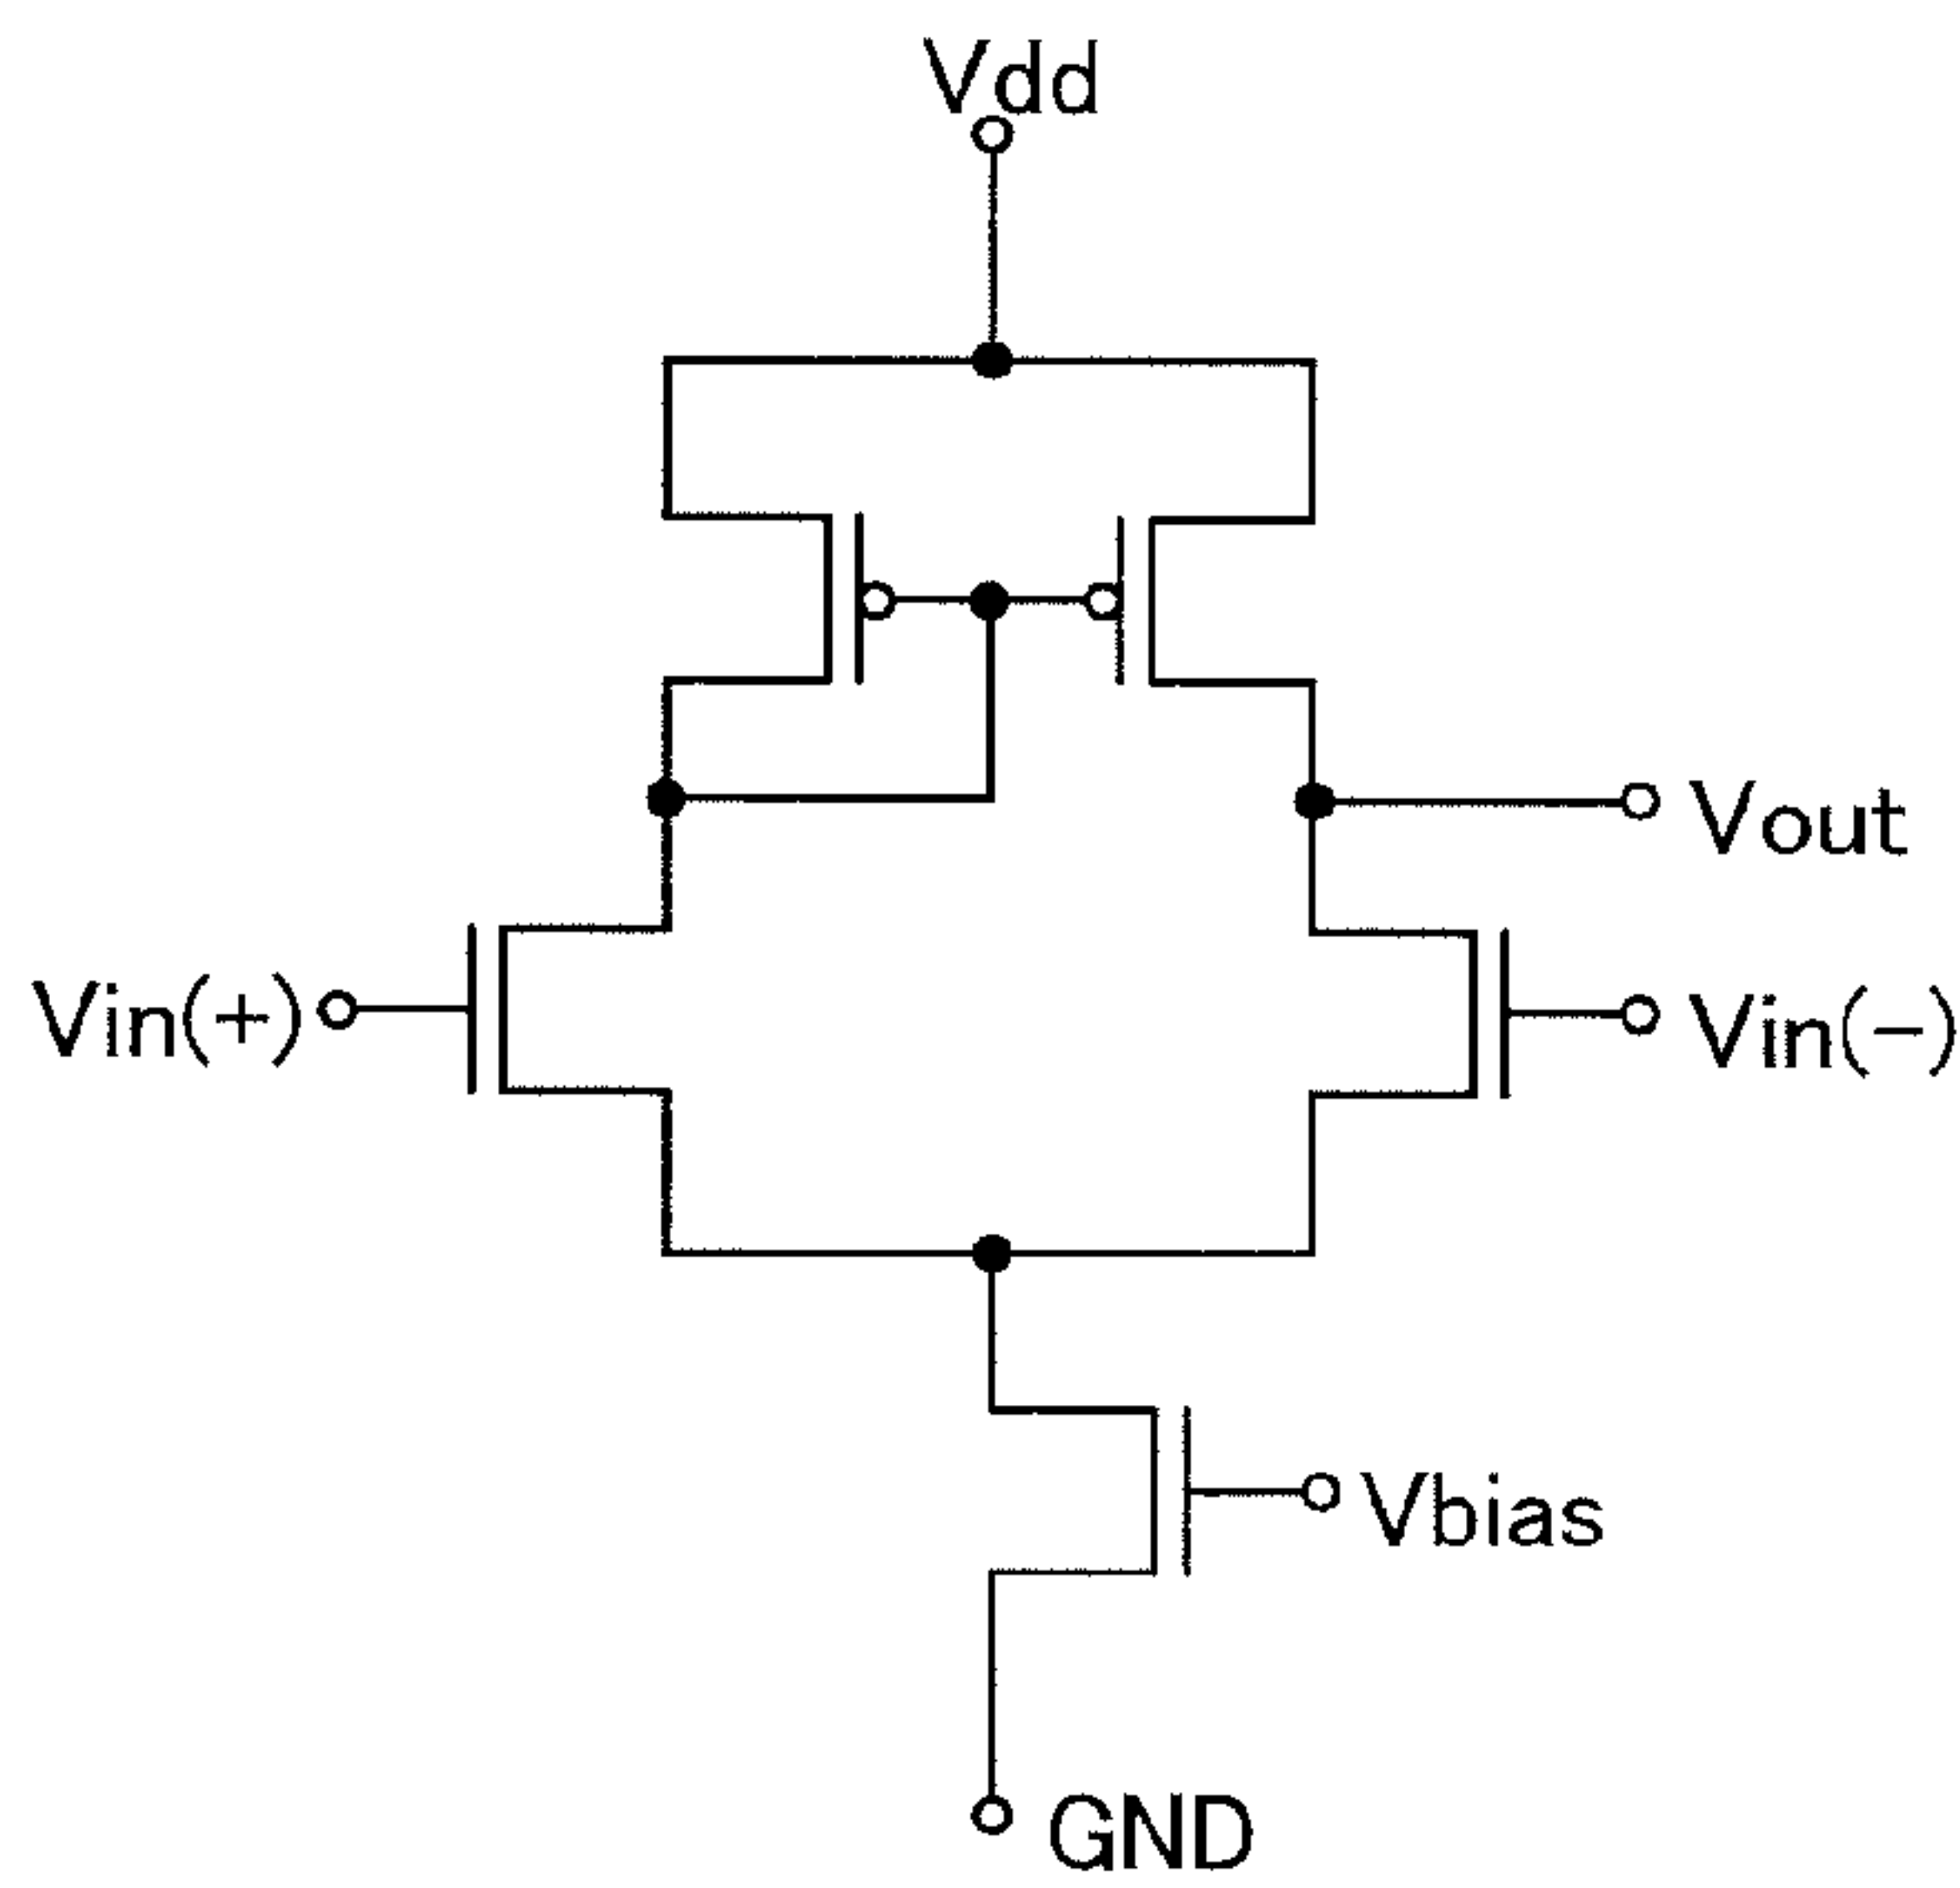 Vdd
Vout
Vin(+)
Vin(−)
Vbias
GND